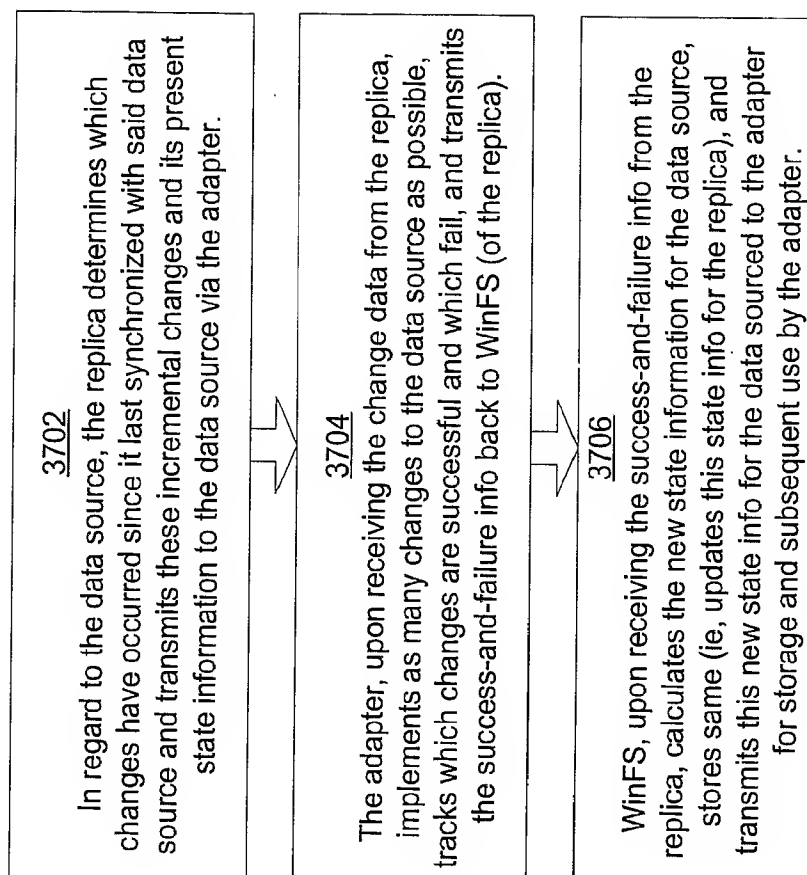 3702
In regard to the data source, the replica determines which
changes have occurred since it last synchronized with said data
source and transmits these incremental changes and its present
state information to the data source via the adapter.
3704
The adapter, upon receiving the change data from the replica,
implements as many changes to the data source as possible,
tracks which changes are successful and which fail, and transmits
the success-and-failure info back to WinFS (of the replica).
3706
WinFS, upon receiving the success-and-failure info from the
replica, calculates the new state information for the data source,
stores same (ie, updates this state info for the replica), and
transmits this new state info for the data sourced to the adapter
for storage and subsequent use by the adapter.